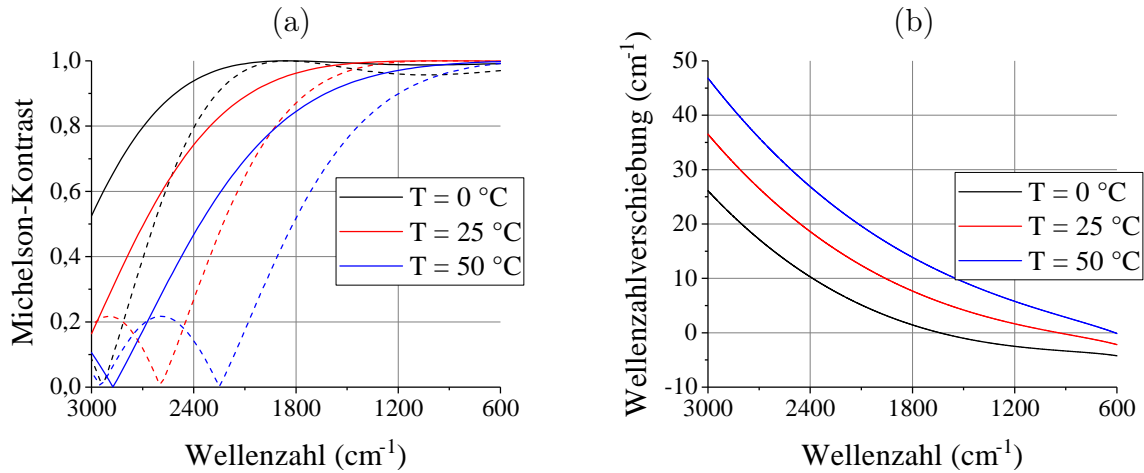 (a)
Michelson-Kontrast
1,0
0,8
0,6
0,4
0,2
0,0
3000 2400 1800 1200 600
Wellenzahl (cm⁻¹)
T = 0 °C
T = 25 °C
T = 50 °C
(b)
Wellenzahlverschiebung (cm⁻¹)
50
40
30
20
10
0
-10
3000 2400 1800 1200 600
Wellenzahl (cm⁻¹)
T = 0 °C
T = 25 °C
T = 50 °C